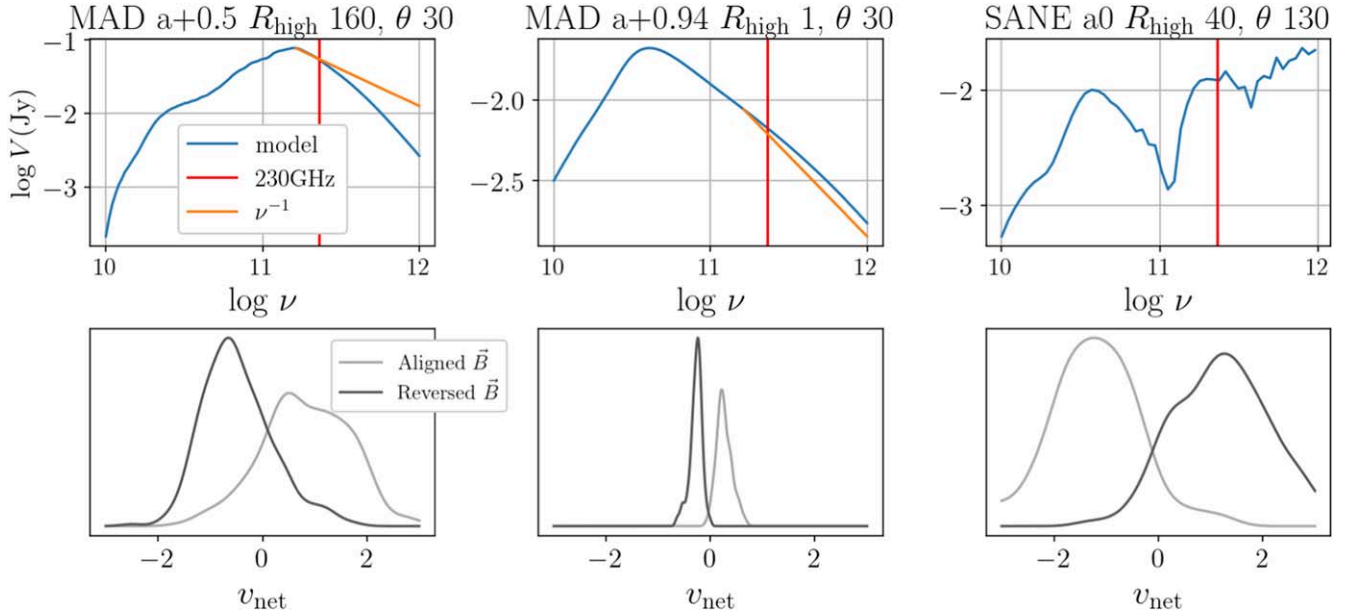 MAD a+0.5 R_high 160, θ 30
MAD a+0.94 R_high 1, θ 30
SANE a0 R_high 40, θ 130
log V(Jy)
−1
−2
−3
model
230GHz
ν⁻¹
10
11
12
log ν
−2.0
−2.5
10
11
12
log ν
−2
−3
10
11
12
log ν
Aligned B⃗
Reversed B⃗
−2
0
2
v_net
−2
0
2
v_net
−2
0
2
v_net